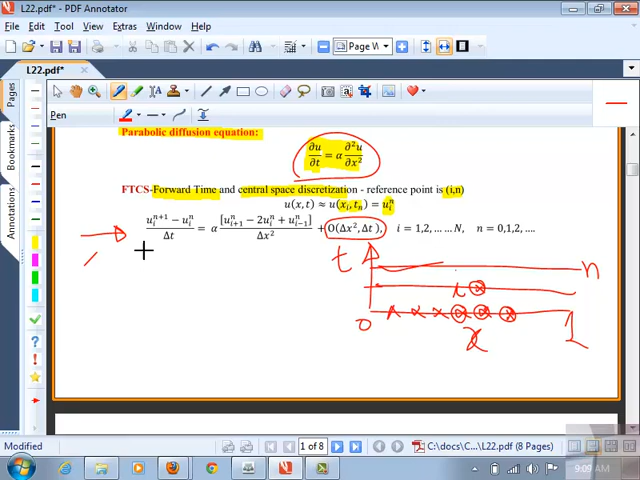 L22.pdf* - PDF Annotator
File Edit Tool View Extras Window Help
Page W
L22.pdf*
Pen
Pages
Bookmarks
Annotations
Parabolic diffusion equation:
∂u/∂t = α ∂²u/∂x²
FTCS-Forward Time and central space discretization - reference point is (i,n)
u(x, t) ≈ u(x_i, t_n) = u_i^n
(u_i^{n+1} − u_i^n)/Δt = α [u_{i+1}^n − 2u_i^n + u_{i−1}^n]/Δx² + O(Δx², Δt), i = 1,2, ......N, n = 0,1,2, ....
t
n
i
0
x
1
Modified
1 of 8
C:\docs\C...\L22.pdf (8 Pages)
9:09 AM